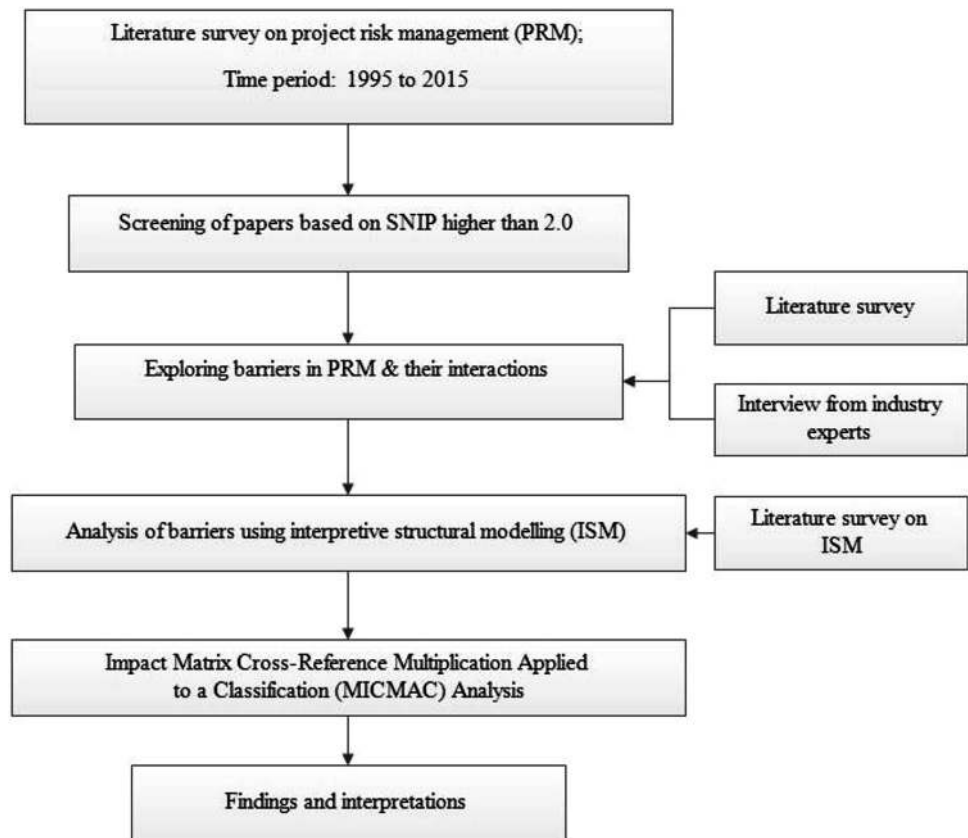 Literature survey on project risk management (PRM);
Time period: 1995 to 2015
Screening of papers based on SNIP higher than 2.0
Literature survey
Exploring barriers in PRM & their interactions
Interview from industry
experts
Analysis of barriers using interpretive structural modelling (ISM)
Literature survey on
ISM
Impact Matrix Cross-Reference Multiplication Applied
to a Classification (MICMAC) Analysis
Findings and interpretations